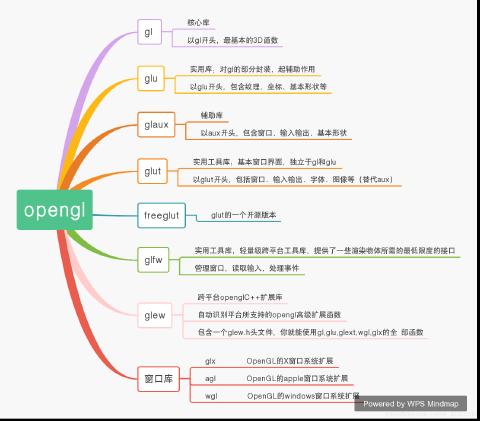 opengl
gl
核心库
以gl开头，最基本的3D函数
glu
实用库，对gl的部分封装，起辅助作用
以glu开头，包含纹理、坐标、基本形状等
glaux
辅助库
以aux开头，包含窗口、输入输出、基本形状
glut
实用工具库，基本窗口界面，独立于gl和glu
以glut开头，包括窗口、输入输出、字体、图像等（替代aux）
freeglut
glut的一个开源版本
glfw
实用工具库，轻量级跨平台工具库，提供了一些渲染物体所需的最低限度的接口
管理窗口，读取输入，处理事件
glew
跨平台openglC++扩展库
自动识别平台所支持的opengl高级扩展函数
包含一个glew.h头文件，你就能使用gl,glu,glext,wgl,glx的全 部函数
窗口库
glx OpenGL的X窗口系统扩展
agl OpenGL的apple窗口系统扩展
wgl OpenGL的windows窗口系统扩展
Powered by WPS Mindmap